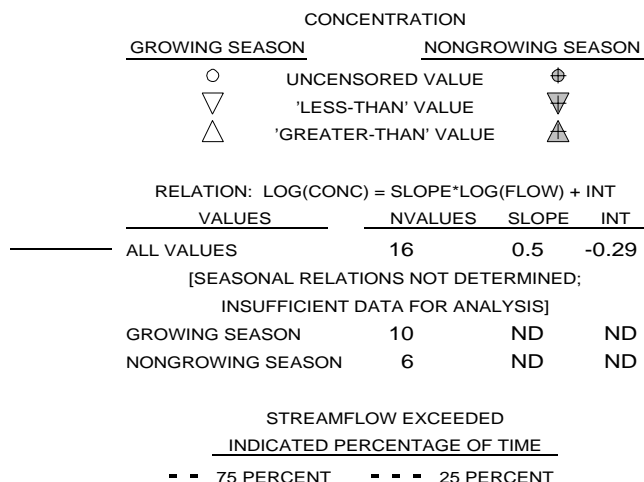 CONCENTRATION
GROWING SEASON NONGROWING SEASON
UNCENSORED VALUE
'LESS-THAN' VALUE
'GREATER-THAN' VALUE
RELATION: LOG(CONC) = SLOPE*LOG(FLOW) + INT
VALUES NVALUES SLOPE INT
ALL VALUES 16 0.5 -0.29
[SEASONAL RELATIONS NOT DETERMINED;
INSUFFICIENT DATA FOR ANALYSIS]
GROWING SEASON 10 ND ND
NONGROWING SEASON 6 ND ND
STREAMFLOW EXCEEDED
INDICATED PERCENTAGE OF TIME
75 PERCENT 25 PERCENT